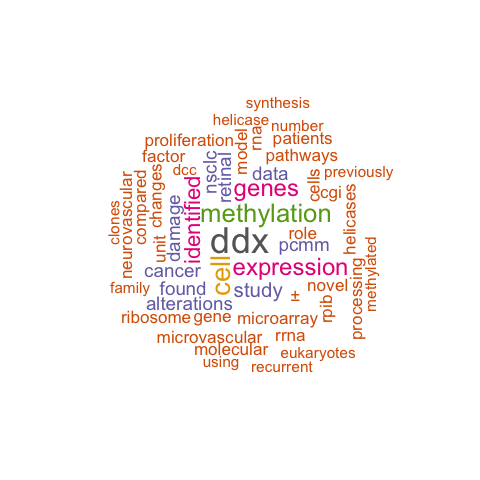 synthesis
helicase
number
proliferation
model
rna
patients
factor
dcc
nsclc
retinal
data
pathways
previously
cells
ccgi
genes
identified
changes
compared
neurovascular
clones
unit
damage
methylation
role
helicases
ddx
pcmm
cell
expression
cancer
family
found
study
±
novel
rpib
processing
methylated
alterations
ribosome
gene
microarray
rrna
microvascular
molecular
eukaryotes
using
recurrent